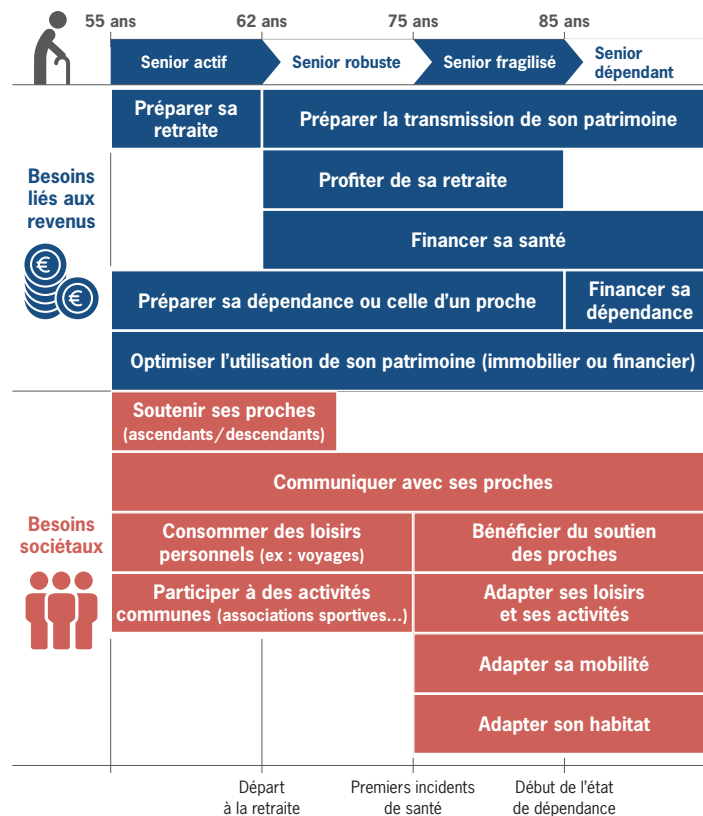 55 ans
62 ans
75 ans
85 ans
Senior actif
Senior robuste
Senior fragilisé
Senior
dépendant
Besoins
liés aux
revenus
Préparer sa
retraite
Préparer la transmission de son patrimoine
Profiter de sa retraite
Financer sa santé
Préparer sa dépendance ou celle d’un proche
Financer sa
dépendance
Optimiser l’utilisation de son patrimoine (immobilier ou financier)
Besoins
sociétaux
Soutenir ses proches
(ascendants/descendants)
Communiquer avec ses proches
Consommer des loisirs
personnels (ex : voyages)
Bénéficier du soutien
des proches
Participer à des activités
communes (associations sportives...)
Adapter ses loisirs
et ses activités
Adapter sa mobilité
Adapter son habitat
Départ
à la retraite
Premiers incidents
de santé
Début de l’état
de dépendance